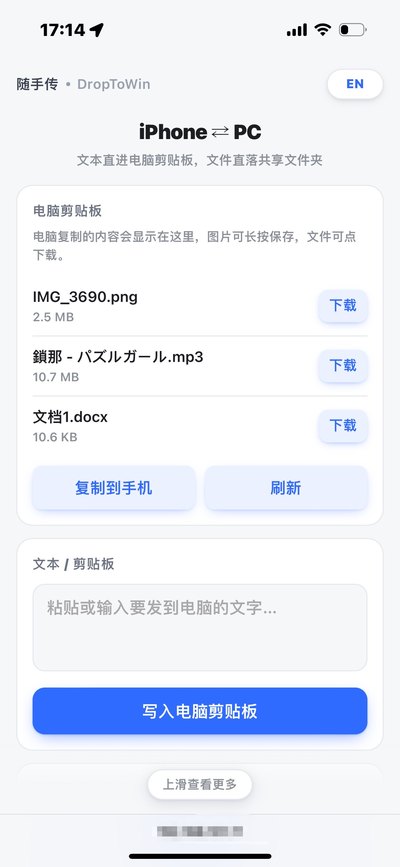 17:14
随手传 • DropToWin
EN
iPhone ⇄ PC
文本直进电脑剪贴板，文件直落共享文件夹
电脑剪贴板
电脑复制的内容会显示在这里，图片可长按保存，文件可点
下载。
IMG_3690.png
2.5 MB
下载
鎖那 - パズルガール.mp3
10.7 MB
下载
文档1.docx
10.6 KB
下载
复制到手机
刷新
文本 / 剪贴板
粘贴或输入要发到电脑的文字...
写入电脑剪贴板
上滑查看更多